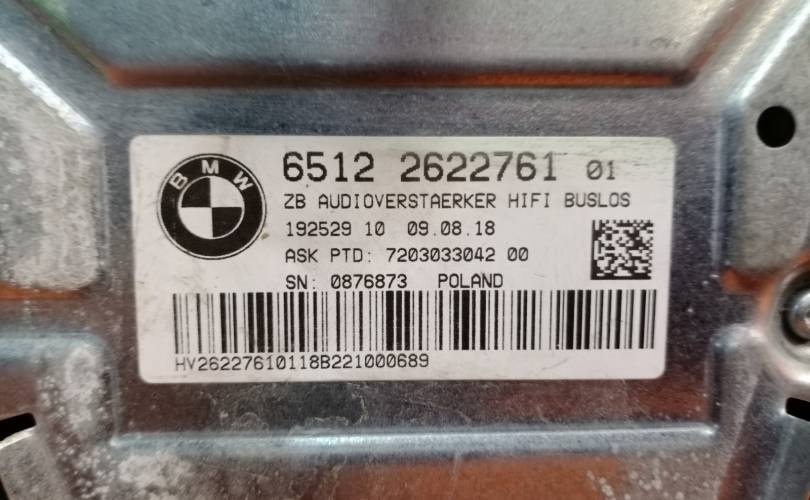 BMW
6512 2622761 01
ZB AUDIOVERSTAERKER HIFI BUSLOS
192529 10 09.08.18
ASK PTD: 7203033042 00
SN: 0876873 POLAND
HV26227610118B221000689